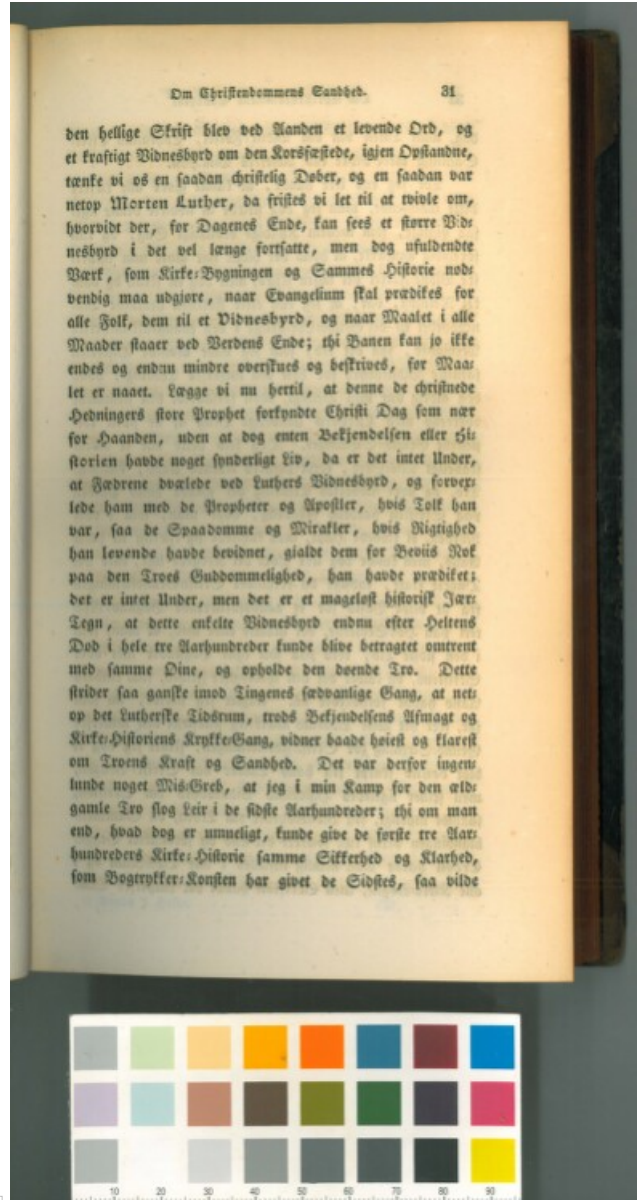 Om Christendommens Sandhed. 31
den hellige Skrift blev ved Aanden et levende Ord, og
et kraftigt Vidnesbyrd om den Korsfæstede, igjen Opstandne,
tænke vi os en saadan christelig Døber, og en saadan var
netop Morten Luther, da fristes vi let til at tvivle om,
hvorvidt der, før Dagenes Ende, kan sees et større Vid⸗
nesbyrd i det vel længe fortsatte, men dog ufuldendte
Værk, som Kirke⸗Bygningen og Sammes Historie nød⸗
vendig maa udgjøre, naar Evangelium skal prædikes for
alle Folk, dem til et Vidnesbyrd, og naar Maalet i alle
Maader staaer ved Verdens Ende; thi Banen kan jo ikke
endes og endnu mindre overskues og beskrives, før Maa⸗
let er naaet. Lægge vi nu hertil, at denne de christnede
Hedningers store Prophet forkyndte Christi Dag som nær
for Haanden, uden at dog enten Bekjendelsen eller Hi⸗
storien havde noget synderligt Liv, da er det intet Under,
at Fædrene dvælede ved Luthers Vidnesbyrd, og forvex⸗
lede ham med de Propheter og Apostler, hvis Tolk han
var, saa de Spaadomme og Mirakler, hvis Rigtighed
han levende havde bevidnet, gialdt dem for Beviis Nok
paa den Troes Guddommelighed, han havde prædiket;
det er intet Under, men det er et mageløst historisk Jær⸗
Tegn, at dette enkelte Vidnesbyrd endnu efter Heltens
Død i hele tre Aarhundreder kunde blive betragtet omtrent
med samme Øine, og opholde den døende Tro. Dette
strider saa ganske imod Tingenes sædvanlige Gang, at net⸗
op det Lutherske Tidsrum, trods Bekjendelsens Afmagt og
Kirke⸗Historiens Krykke⸗Gang, vidner baade høiest og klarest
om Troens Kraft og Sandhed. Det var derfor ingen⸗
lunde noget Mis⸗Greb, at jeg i min Kamp for den æld⸗
gamle Tro slog Leir i de sidste Aarhundreder; thi om man
end, hvad dog er umueligt, kunde give de første tre Aar⸗
hundreders Kirke⸗Historie samme Sikkerhed og Klarhed,
som Bogtrykker⸗Konsten har givet de Sidstes, saa vilde
10 20 30 40 50 60 70 80 90